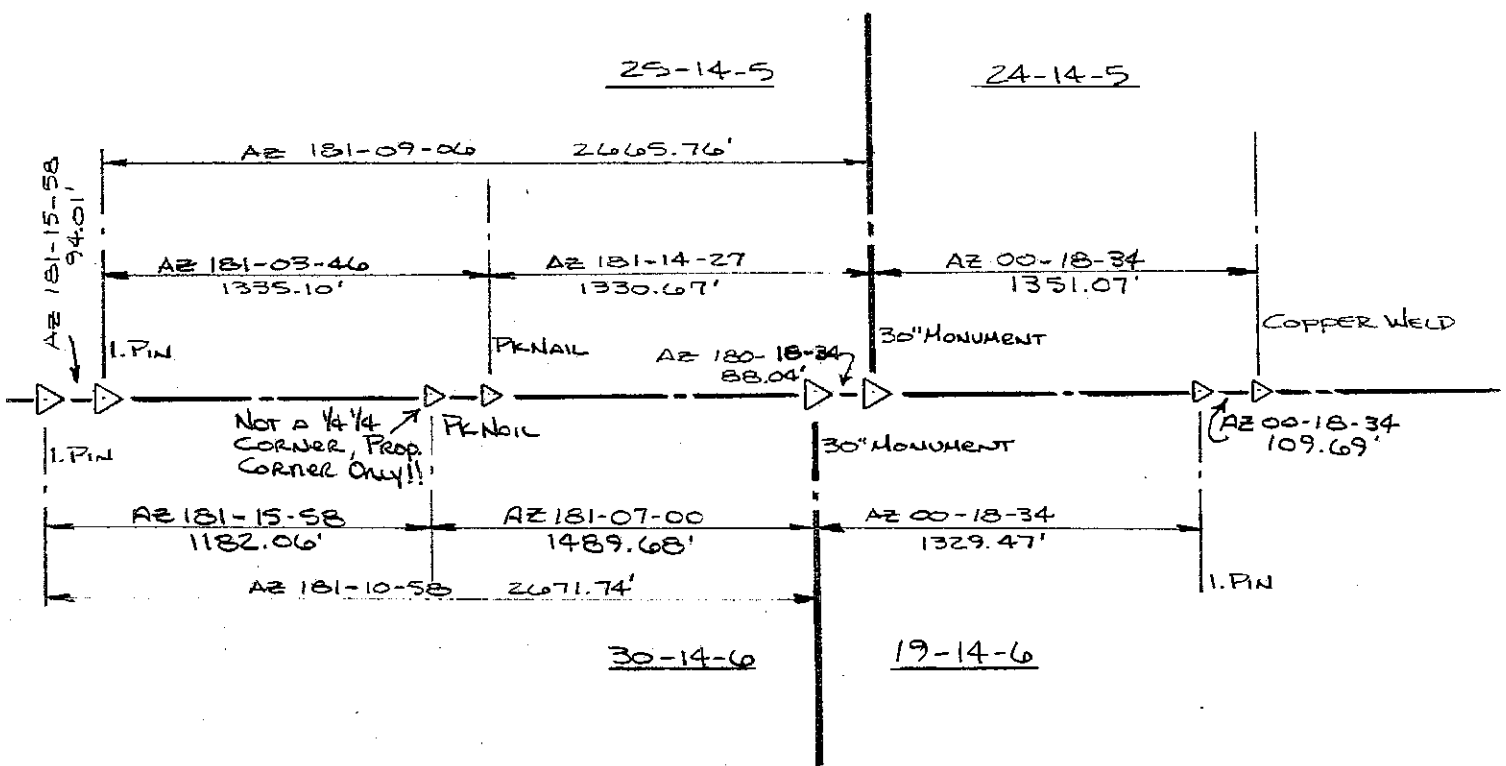 25-14-5
24-14-5
AZ 181-09-06 2665.76'
AZ 181-15-58
94.01'
AZ 181-03-46
1335.10'
AZ 181-14-27
1330.67'
AZ 00-18-34
1351.07'
1.PIN
PKNAIL
AZ 180-18-34
88.04'
30"MONUMENT
COPPER WELD
1.PIN
NOT A 1/4 1/4
CORNER, PROP.
CORNER ONLY!!
PKNAIL
30"MONUMENT
AZ 00-18-34
109.69'
AZ 181-15-58
1182.06'
AZ 181-07-00
1489.68'
AZ 00-18-34
1329.47'
AZ 181-10-58 2671.74'
1.PIN
30-14-6
19-14-6